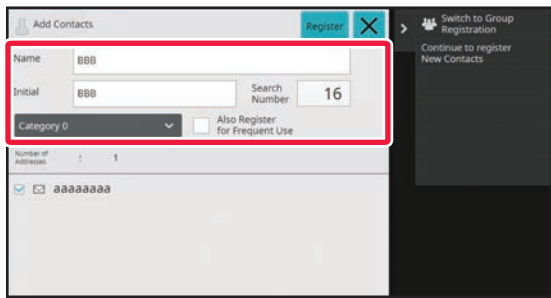 Add Contacts
Register
Switch to Group
Registration
Continue to register
New Contacts
Name
BBB
Initial
BBB
Search
Number
16
Category 0
Also Register
for Frequent Use
Number of
Addresses
:
1
aaaaaaaa